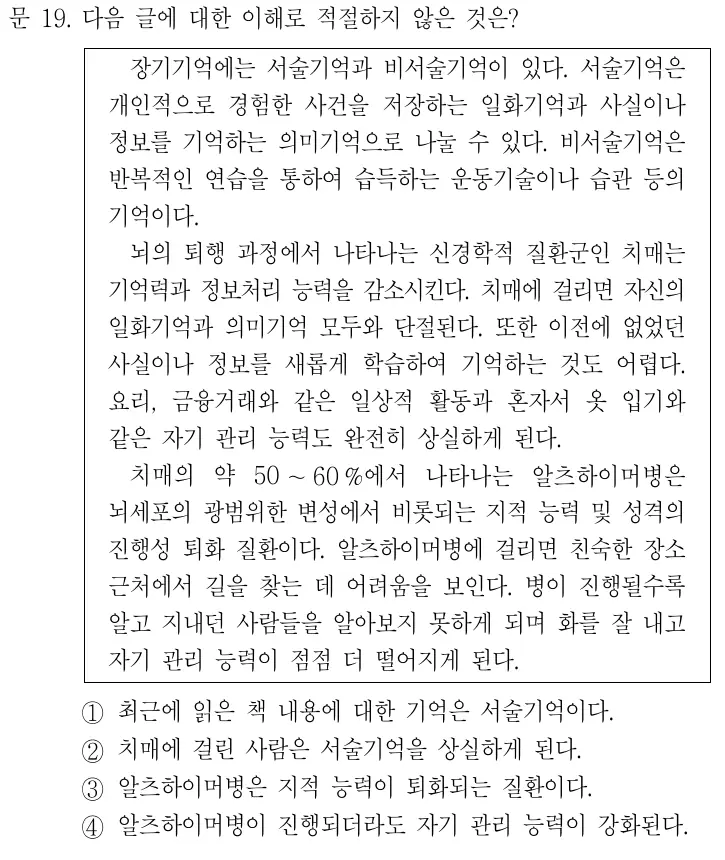 문 19. 다음 글에 대한 이해로 적절하지 않은 것은?
장기기억에는 서술기억과 비서술기억이 있다. 서술기억은
개인적으로 경험한 사건을 저장하는 일화기억과 사실이나
정보를 기억하는 의미기억으로 나눌 수 있다. 비서술기억은
반복적인 연습을 통하여 습득하는 운동기술이나 습관 등의
기억이다.
뇌의 퇴행 과정에서 나타나는 신경학적 질환군인 치매는
기억력과 정보처리 능력을 감소시킨다. 치매에 걸리면 자신의
일화기억과 의미기억 모두와 단절된다. 또한 이전에 없었던
사실이나 정보를 새롭게 학습하여 기억하는 것도 어렵다.
요리, 금융거래와 같은 일상적 활동과 혼자서 옷 입기와
같은 자기 관리 능력도 완전히 상실하게 된다.
치매의 약 50 ~ 60 %에서 나타나는 알츠하이머병은
뇌세포의 광범위한 변성에서 비롯되는 지적 능력 및 성격의
진행성 퇴화 질환이다. 알츠하이머병에 걸리면 친숙한 장소
근처에서 길을 찾는 데 어려움을 보인다. 병이 진행될수록
알고 지내던 사람들을 알아보지 못하게 되며 화를 잘 내고
자기 관리 능력이 점점 더 떨어지게 된다.
① 최근에 읽은 책 내용에 대한 기억은 서술기억이다.
② 치매에 걸린 사람은 서술기억을 상실하게 된다.
③ 알츠하이머병은 지적 능력이 퇴화되는 질환이다.
④ 알츠하이머병이 진행되더라도 자기 관리 능력이 강화된다.